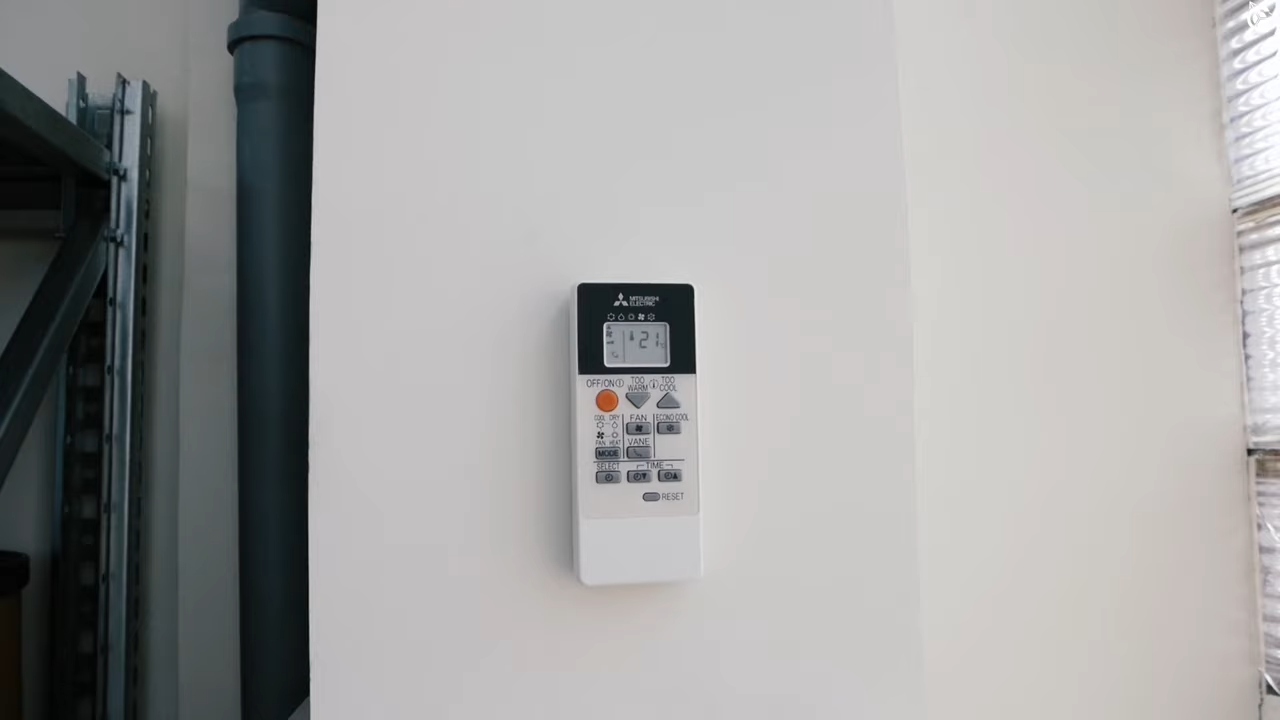 MITSUBISHI
ELECTRIC
21°C
OFF/ON
TOO WARM
TOO COOL
COOL DRY
FAN
ECONO COOL
FAN HEAT
VANE
MODE
SELECT
TIME
RESET